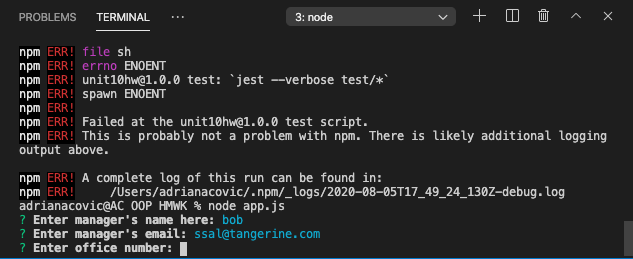 PROBLEMS TERMINAL ... 3: node
npm ERR! file sh
npm ERR! errno ENOENT
npm ERR! unit10hw@1.0.0 test: `jest --verbose test/*`
npm ERR! spawn ENOENT
npm ERR!
npm ERR! Failed at the unit10hw@1.0.0 test script.
npm ERR! This is probably not a problem with npm. There is likely additional logging
output above.
npm ERR! A complete log of this run can be found in:
npm ERR!     /Users/adrianacovic/.npm/_logs/2020-08-05T17_49_24_130Z-debug.log
adrianacovic@AC OOP HMWK % node app.js
? Enter manager's name here: bob
? Enter manager's email: ssal@tangerine.com
? Enter office number: